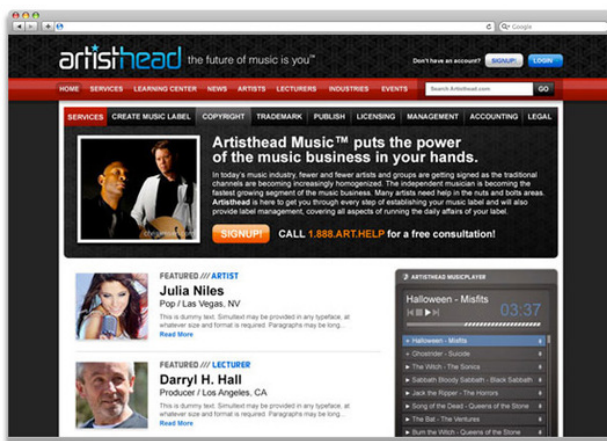 Google
artisthead the future of music is you™
Don't have an account? SIGNUP! LOGIN
HOME SERVICES LEARNING CENTER NEWS ARTISTS LECTURERS INDUSTRIES EVENTS Search Artisthead.com GO
SERVICES CREATE MUSIC LABEL COPYRIGHT TRADEMARK PUBLISH LICENSING MANAGEMENT ACCOUNTING LEGAL
Artisthead Music™ puts the power
of the music business in your hands.
In today's music industry, fewer and fewer artists and groups are getting signed as the traditional
channels are becoming increasingly homogenized. The independent musician is becoming the
fastest growing segment of the music business. Many artists need help in the nuts and bolts areas.
Artisthead is here to get you through every step of establishing your music label and will also
provide label management, covering all aspects of running the daily affairs of your label.
SIGNUP! CALL 1.888.ART.HELP for a free consultation!
FEATURED /// ARTIST
Julia Niles
Pop / Las Vegas, NV
This is dummy text. Simultext may be provided in any typeface, at
whatever size and format is required. Paragraphs may be long...
Read More
FEATURED /// LECTURER
Darryl H. Hall
Producer / Los Angeles, CA
This is dummy text. Simultext may be provided in any typeface, at
whatever size and format is required. Paragraphs may be long...
Read More
ARTISTHEAD MUSICPLAYER
Halloween - Misfits
03:37
Halloween - Misfits
Ghostrider - Suicide
The Witch - The Sonics
Sabbath Bloody Sabbath - Black Sabbath
Jack the Ripper - The Horrors
Song of the Dead - Queens of the Stone
The Bat - The Ventures
Burn the Witch - Queens of the Stone